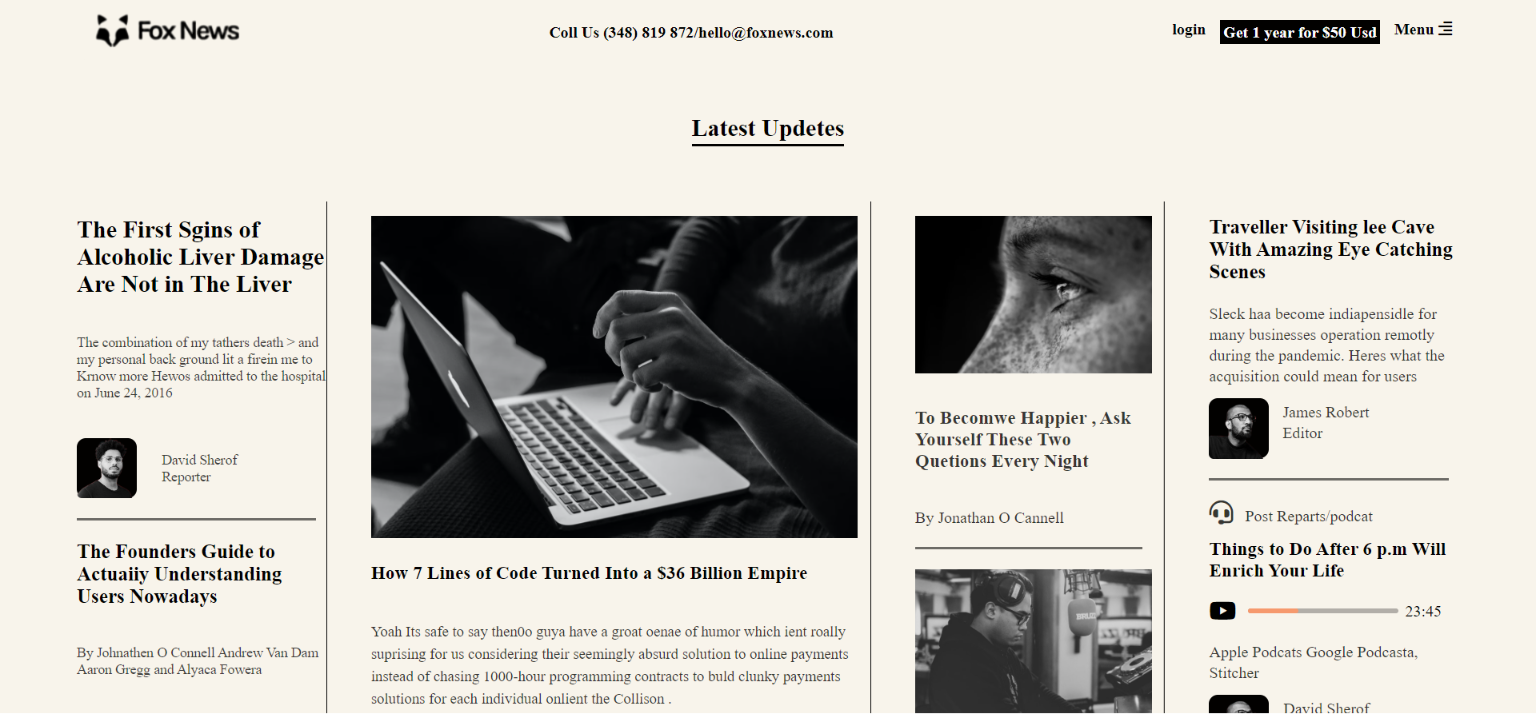 Fox News
Coll Us (348) 819 872/hello@foxnews.com
login
Get 1 year for $50 Usd
Menu
Latest Updetes
The First Sgins of
Alcoholic Liver Damage
Are Not in The Liver
The combination of my tathers death > and
my personal back ground lit a firein me to
Krnow more Hewos admitted to the hospital
on June 24, 2016
David Sherof
Reporter
The Founders Guide to
Actuaiiy Understanding
Users Nowadays
By Johnathen O Connell Andrew Van Dam
Aaron Gregg and Alyaca Fowera
How 7 Lines of Code Turned Into a $36 Billion Empire
Yoah Its safe to say then0o guya have a groat oenae of humor which ient roally
suprising for us considering their seemingly absurd solution to online payments
instead of chasing 1000-hour programming contracts to buld clunky payments
solutions for each individual onlient the Collison .
To Becomwe Happier , Ask
Yourself These Two
Quetions Every Night
By Jonathan O Cannell
Traveller Visiting lee Cave
With Amazing Eye Catching
Scenes
Sleck haa become indiapensidle for
many businesses operation remotly
during the pandemic. Heres what the
acquisition could mean for users
James Robert
Editor
Post Reparts/podcat
Things to Do After 6 p.m Will
Enrich Your Life
23:45
Apple Podcats Google Podcasta,
Stitcher
David Sherof